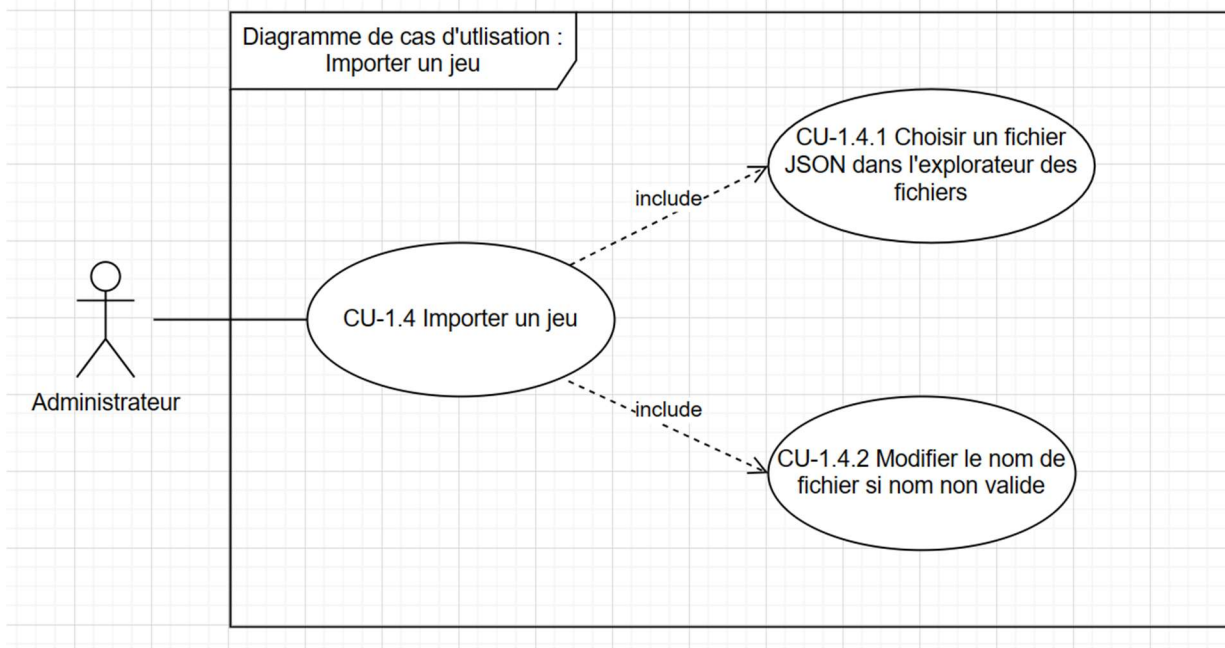 Diagramme de cas d'utlisation :
Importer un jeu
CU-1.4.1 Choisir un fichier
JSON dans l'explorateur des
fichiers
include
CU-1.4 Importer un jeu
Administrateur
include
CU-1.4.2 Modifier le nom de
fichier si nom non valide